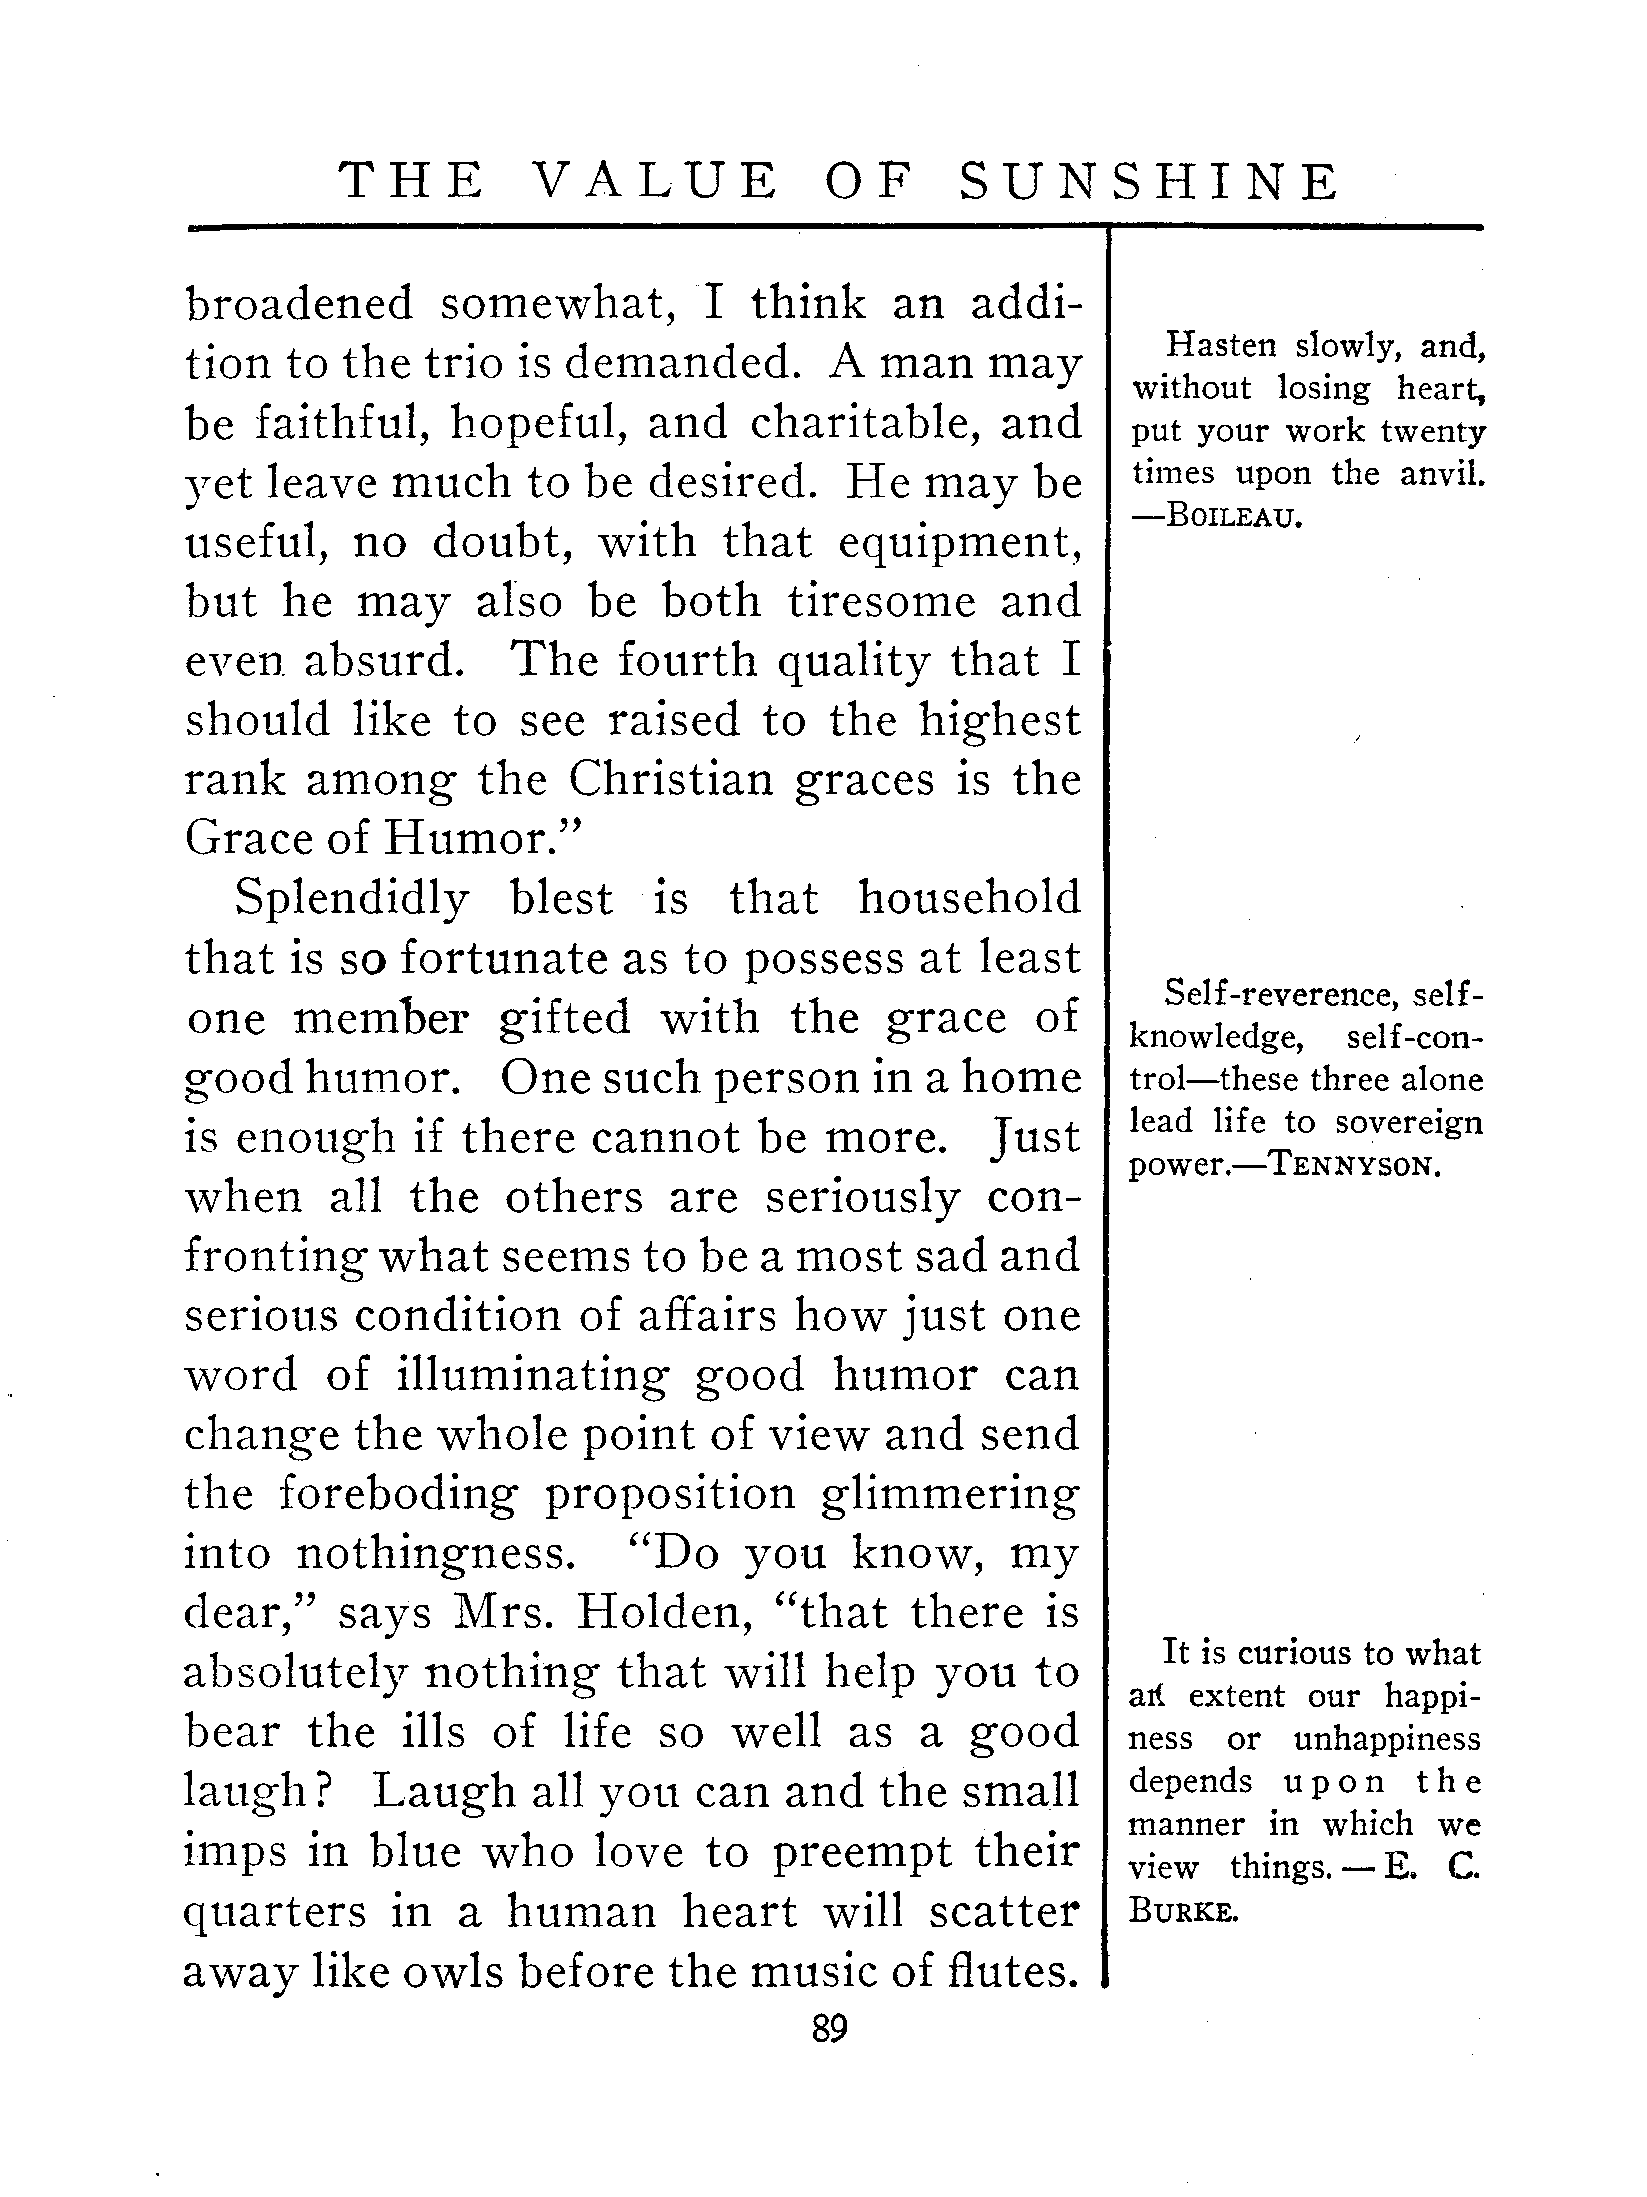 THE VALUE OF SUNSHINE
broadened somewhat, I think an addi-
tion to the trio is demanded. A man may
be faithful, hopeful, and charitable, and
yet leave much to be desired. He may be
useful, no doubt, with that equipment,
but he may also be both tiresome and
even absurd. The fourth quality that I
should like to see raised to the highest
rank among the Christian graces is the
Grace of Humor.”
Splendidly blest is that household
that is so fortunate as to possess at least
one member gifted with the grace of
good humor. One such person in a home
is enough if there cannot be more. Just
when all the others are seriously con-
fronting what seems to be a most sad and
serious condition of affairs how just one
word of illuminating good humor can
change the whole point of view and send
the foreboding proposition glimmering
into nothingness. “Do you know, my
dear,” says Mrs. Holden, “that there is
absolutely nothing that will help you to
bear the ills of life so well as a good
laugh? Laugh all you can and the small
imps in blue who love to preempt their
quarters in a human heart will scatter
away like owls before the music of flutes.
Hasten slowly, and,
without losing heart,
put your work twenty
times upon the anvil.
—BOILEAU.
Self-reverence, self-
knowledge, self-con-
trol—these three alone
lead life to sovereign
power.—TENNYSON.
It is curious to what
an extent our happi-
ness or unhappiness
depends upon the
manner in which we
view things.—E. C.
BURKE.
89